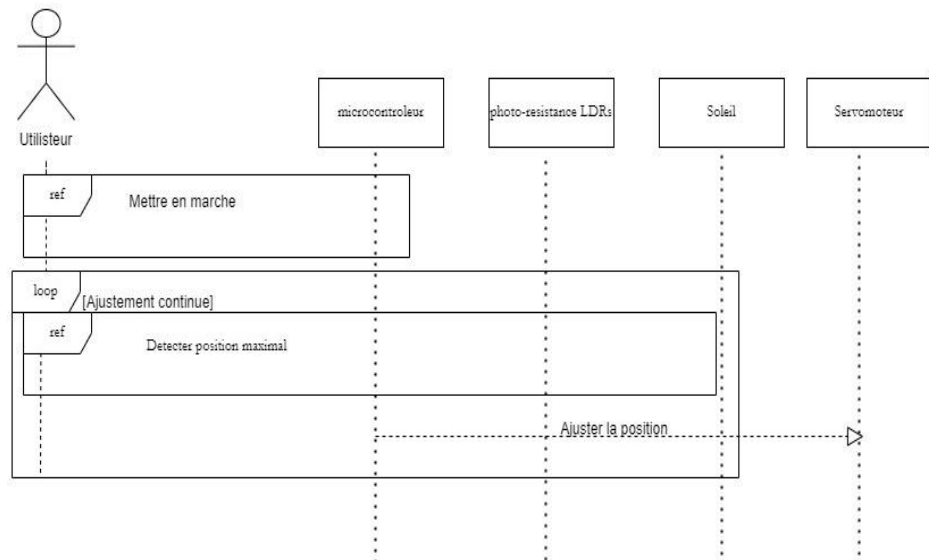 Utilisteur
microcontroleur
photo-resistance LDRs
Soleil
Servomoteur
ref
Mettre en marche
loop
[Ajustement continue]
ref
Detecter position maximal
Ajuster la position